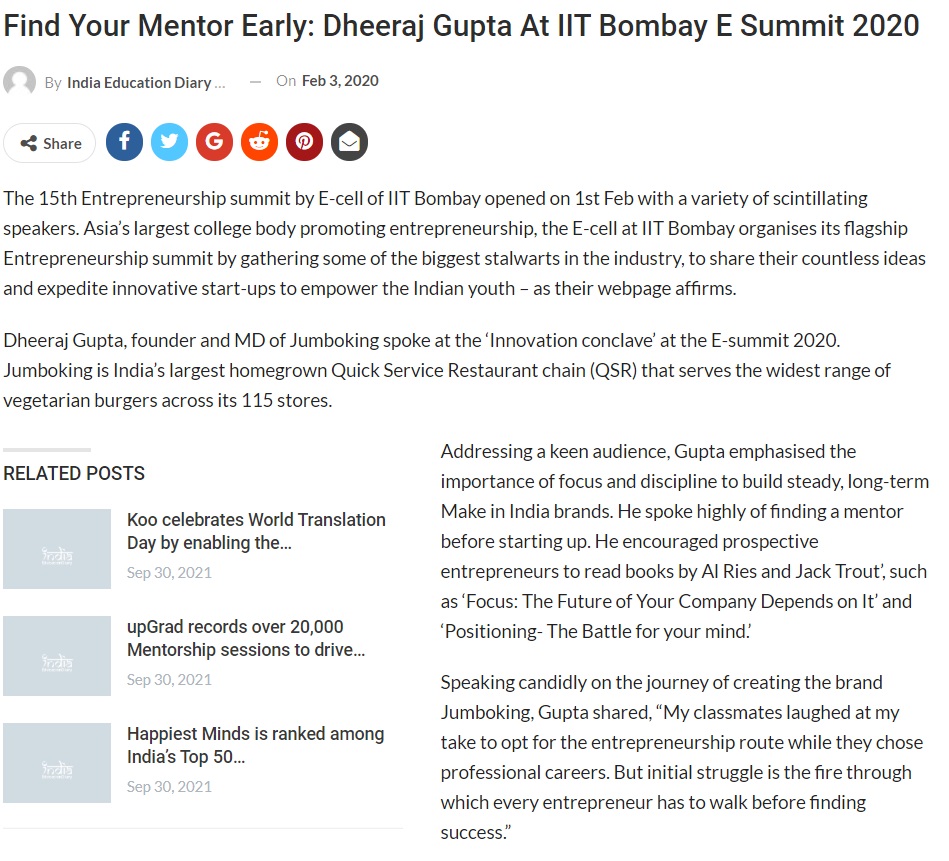 Find Your Mentor Early: Dheeraj Gupta At IIT Bombay E Summit 2020
By India Education Diary ... — On Feb 3, 2020
Share
The 15th Entrepreneurship summit by E-cell of IIT Bombay opened on 1st Feb with a variety of scintillating
speakers. Asia’s largest college body promoting entrepreneurship, the E-cell at IIT Bombay organises its flagship
Entrepreneurship summit by gathering some of the biggest stalwarts in the industry, to share their countless ideas
and expedite innovative start-ups to empower the Indian youth – as their webpage affirms.
Dheeraj Gupta, founder and MD of Jumboking spoke at the ‘Innovation conclave’ at the E-summit 2020.
Jumboking is India’s largest homegrown Quick Service Restaurant chain (QSR) that serves the widest range of
vegetarian burgers across its 115 stores.
RELATED POSTS
india
Koo celebrates World Translation
Day by enabling the...
Sep 30, 2021
india
upGrad records over 20,000
Mentorship sessions to drive...
Sep 30, 2021
india
Happiest Minds is ranked among
India’s Top 50...
Sep 30, 2021
Addressing a keen audience, Gupta emphasised the
importance of focus and discipline to build steady, long-term
Make in India brands. He spoke highly of finding a mentor
before starting up. He encouraged prospective
entrepreneurs to read books by Al Ries and Jack Trout’, such
as ‘Focus: The Future of Your Company Depends on It’ and
‘Positioning- The Battle for your mind.’
Speaking candidly on the journey of creating the brand
Jumboking, Gupta shared, “My classmates laughed at my
take to opt for the entrepreneurship route while they chose
professional careers. But initial struggle is the fire through
which every entrepreneur has to walk before finding
success.”